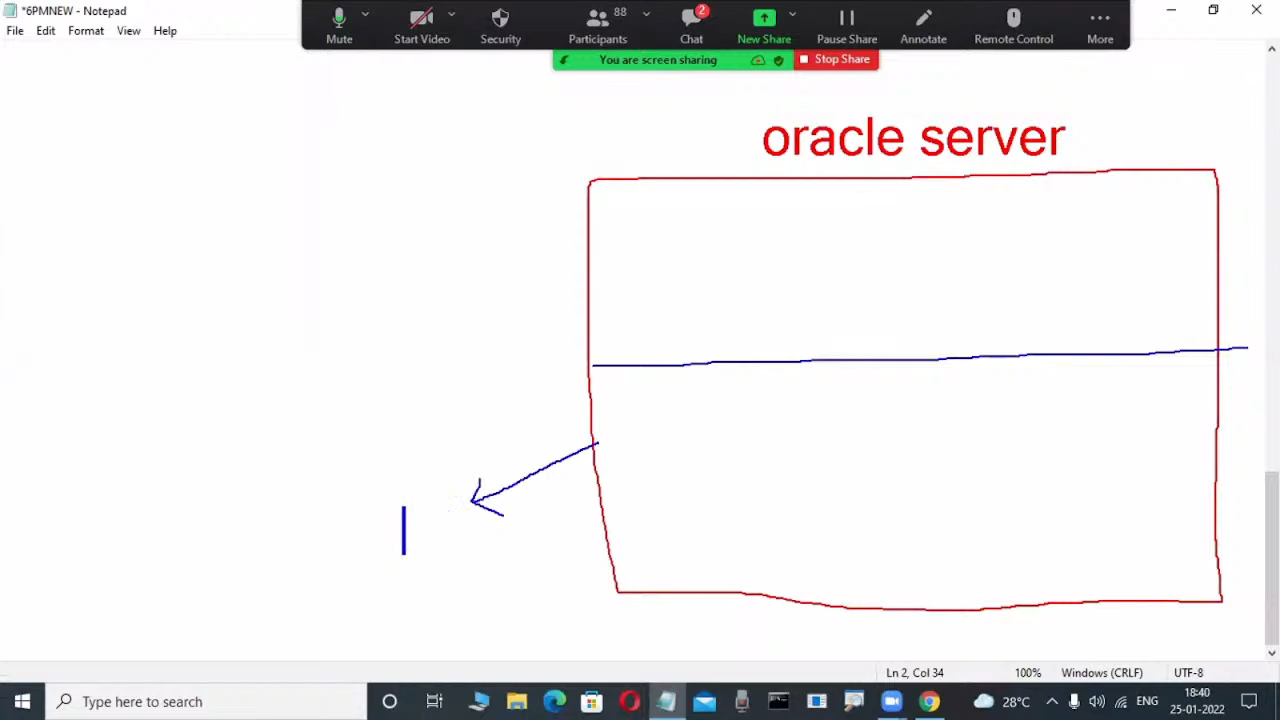 *6PMNEW - Notepad
File Edit Format View Help
Mute Start Video Security 88 Participants 2 Chat New Share Pause Share Annotate Remote Control More
You are screen sharing Stop Share
oracle server
Ln 2, Col 34 100% Windows (CRLF) UTF-8
Type here to search
28°C ENG 18:40
25-01-2022